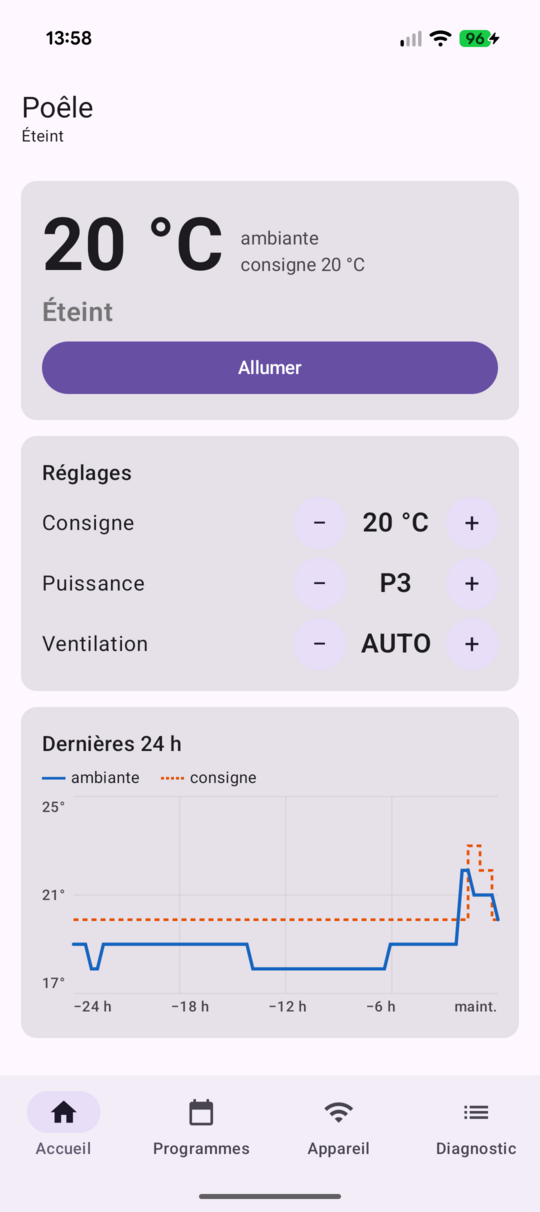 13:58
96
Poêle
Éteint
20 °C
ambiante
consigne 20 °C
Éteint
Allumer
Réglages
Consigne
− 20 °C +
Puissance
− P3 +
Ventilation
− AUTO +
Dernières 24 h
ambiante consigne
25°
21°
17°
−24 h −18 h −12 h −6 h maint.
Accueil Programmes Appareil Diagnostic